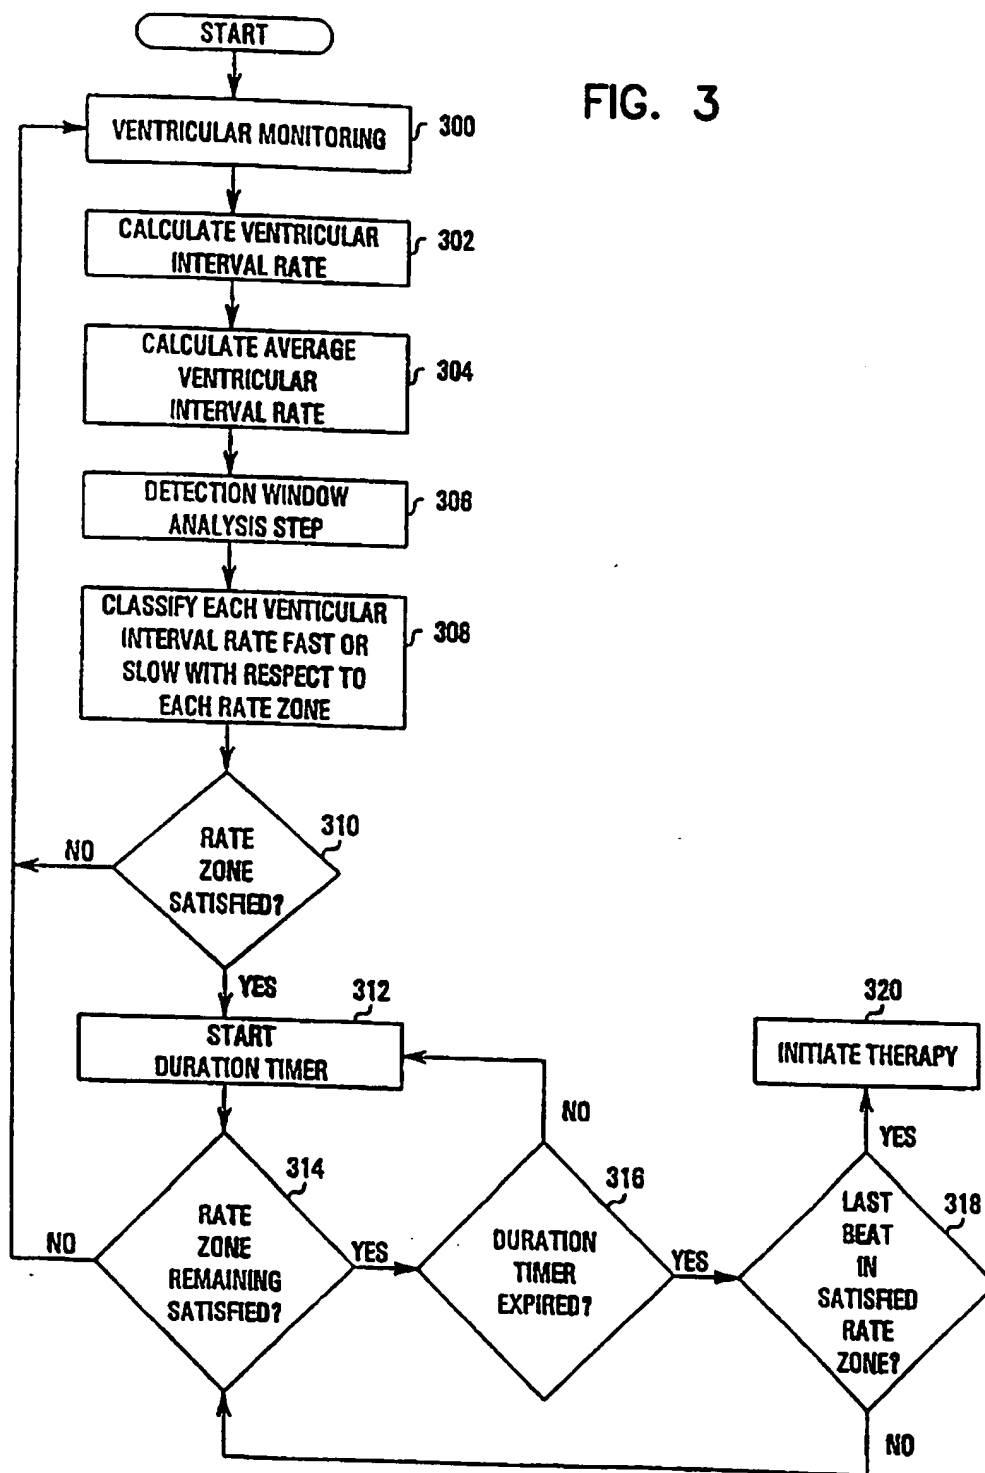 START
FIG. 3
VENTRICULAR MONITORING
300
CALCULATE VENTRICULAR
INTERVAL RATE
302
CALCULATE AVERAGE
VENTRICULAR
INTERVAL RATE
304
DETECTION WINDOW
ANALYSIS STEP
306
CLASSIFY EACH VENTICULAR
INTERVAL RATE FAST OR
SLOW WITH RESPECT TO
EACH RATE ZONE
308
RATE
ZONE
SATISFIED?
310
NO
YES
START
DURATION TIMER
312
RATE
ZONE
REMAINING
SATISFIED?
314
NO
YES
DURATION
TIMER
EXPIRED?
316
NO
YES
LAST
BEAT
IN
SATISFIED
RATE
ZONE?
318
YES
NO
INITIATE THERAPY
320